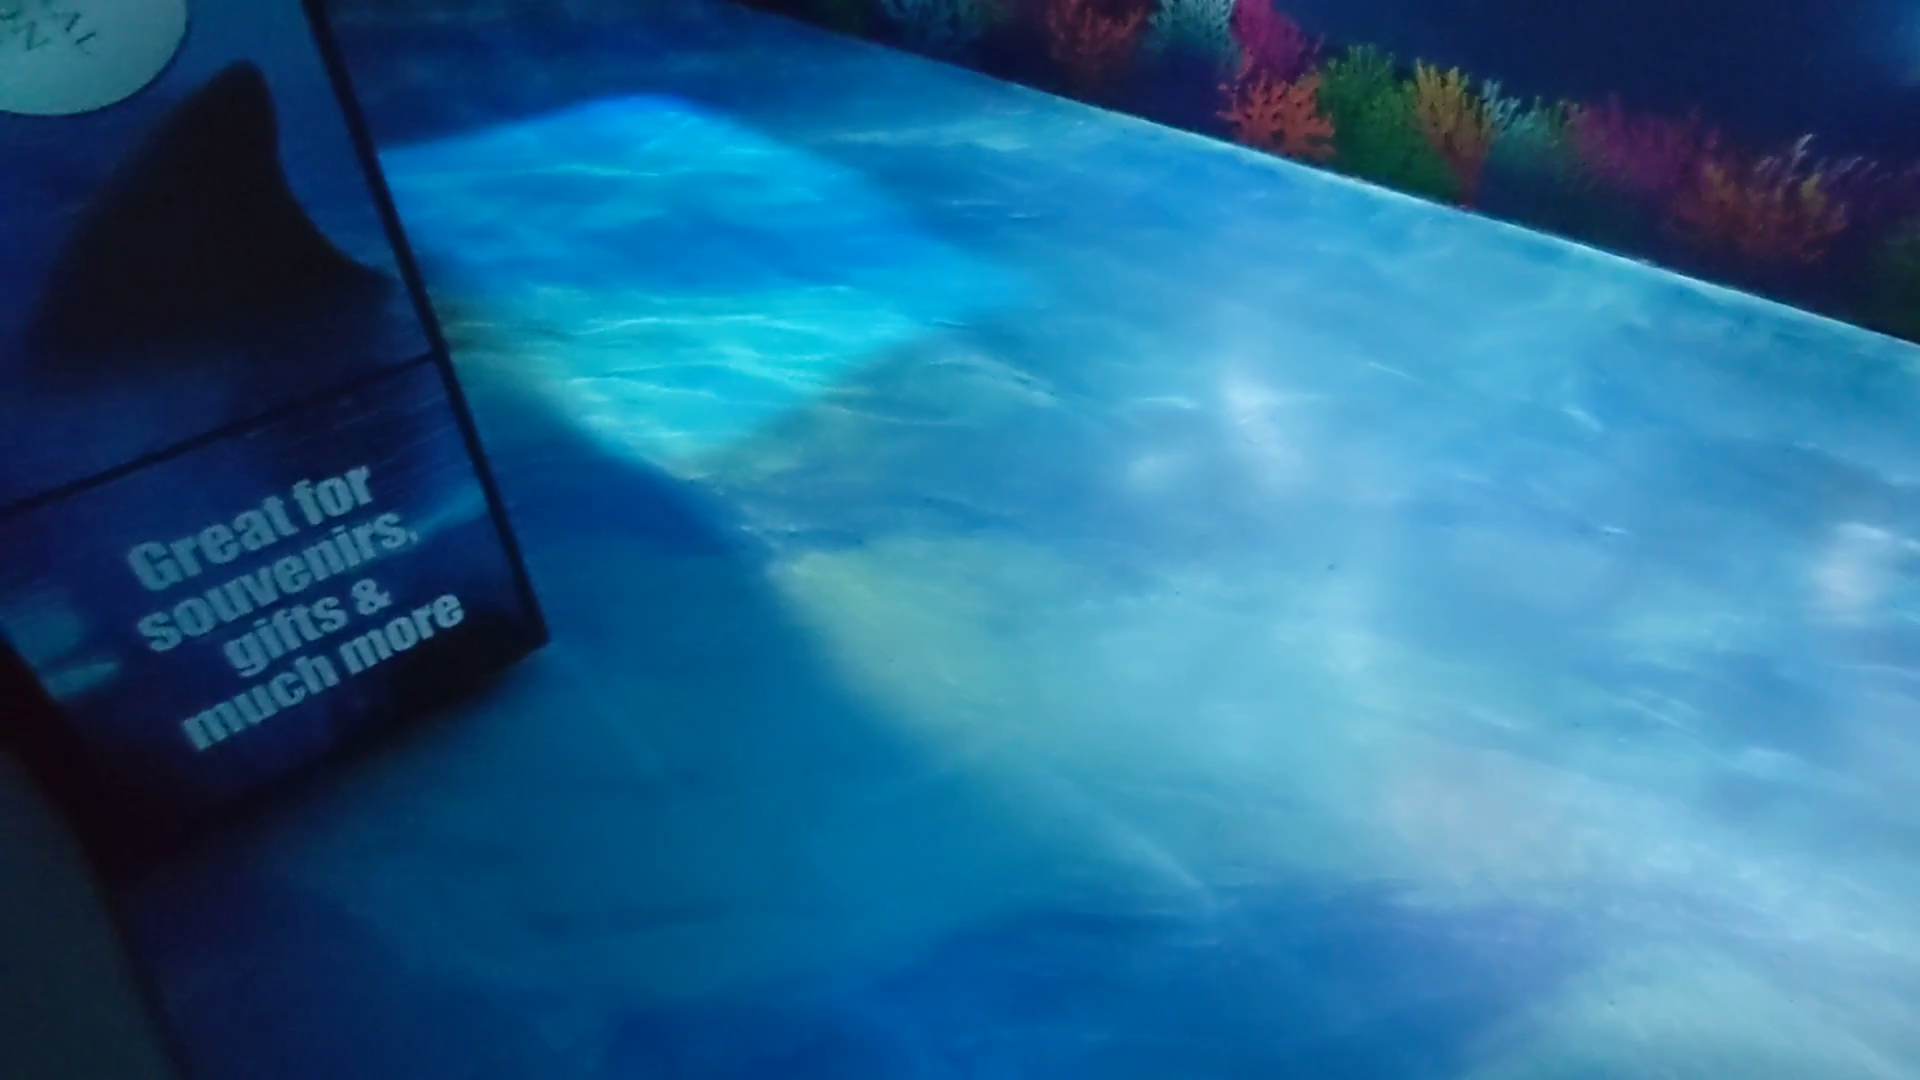 Great for
souvenirs,
gifts &
much more